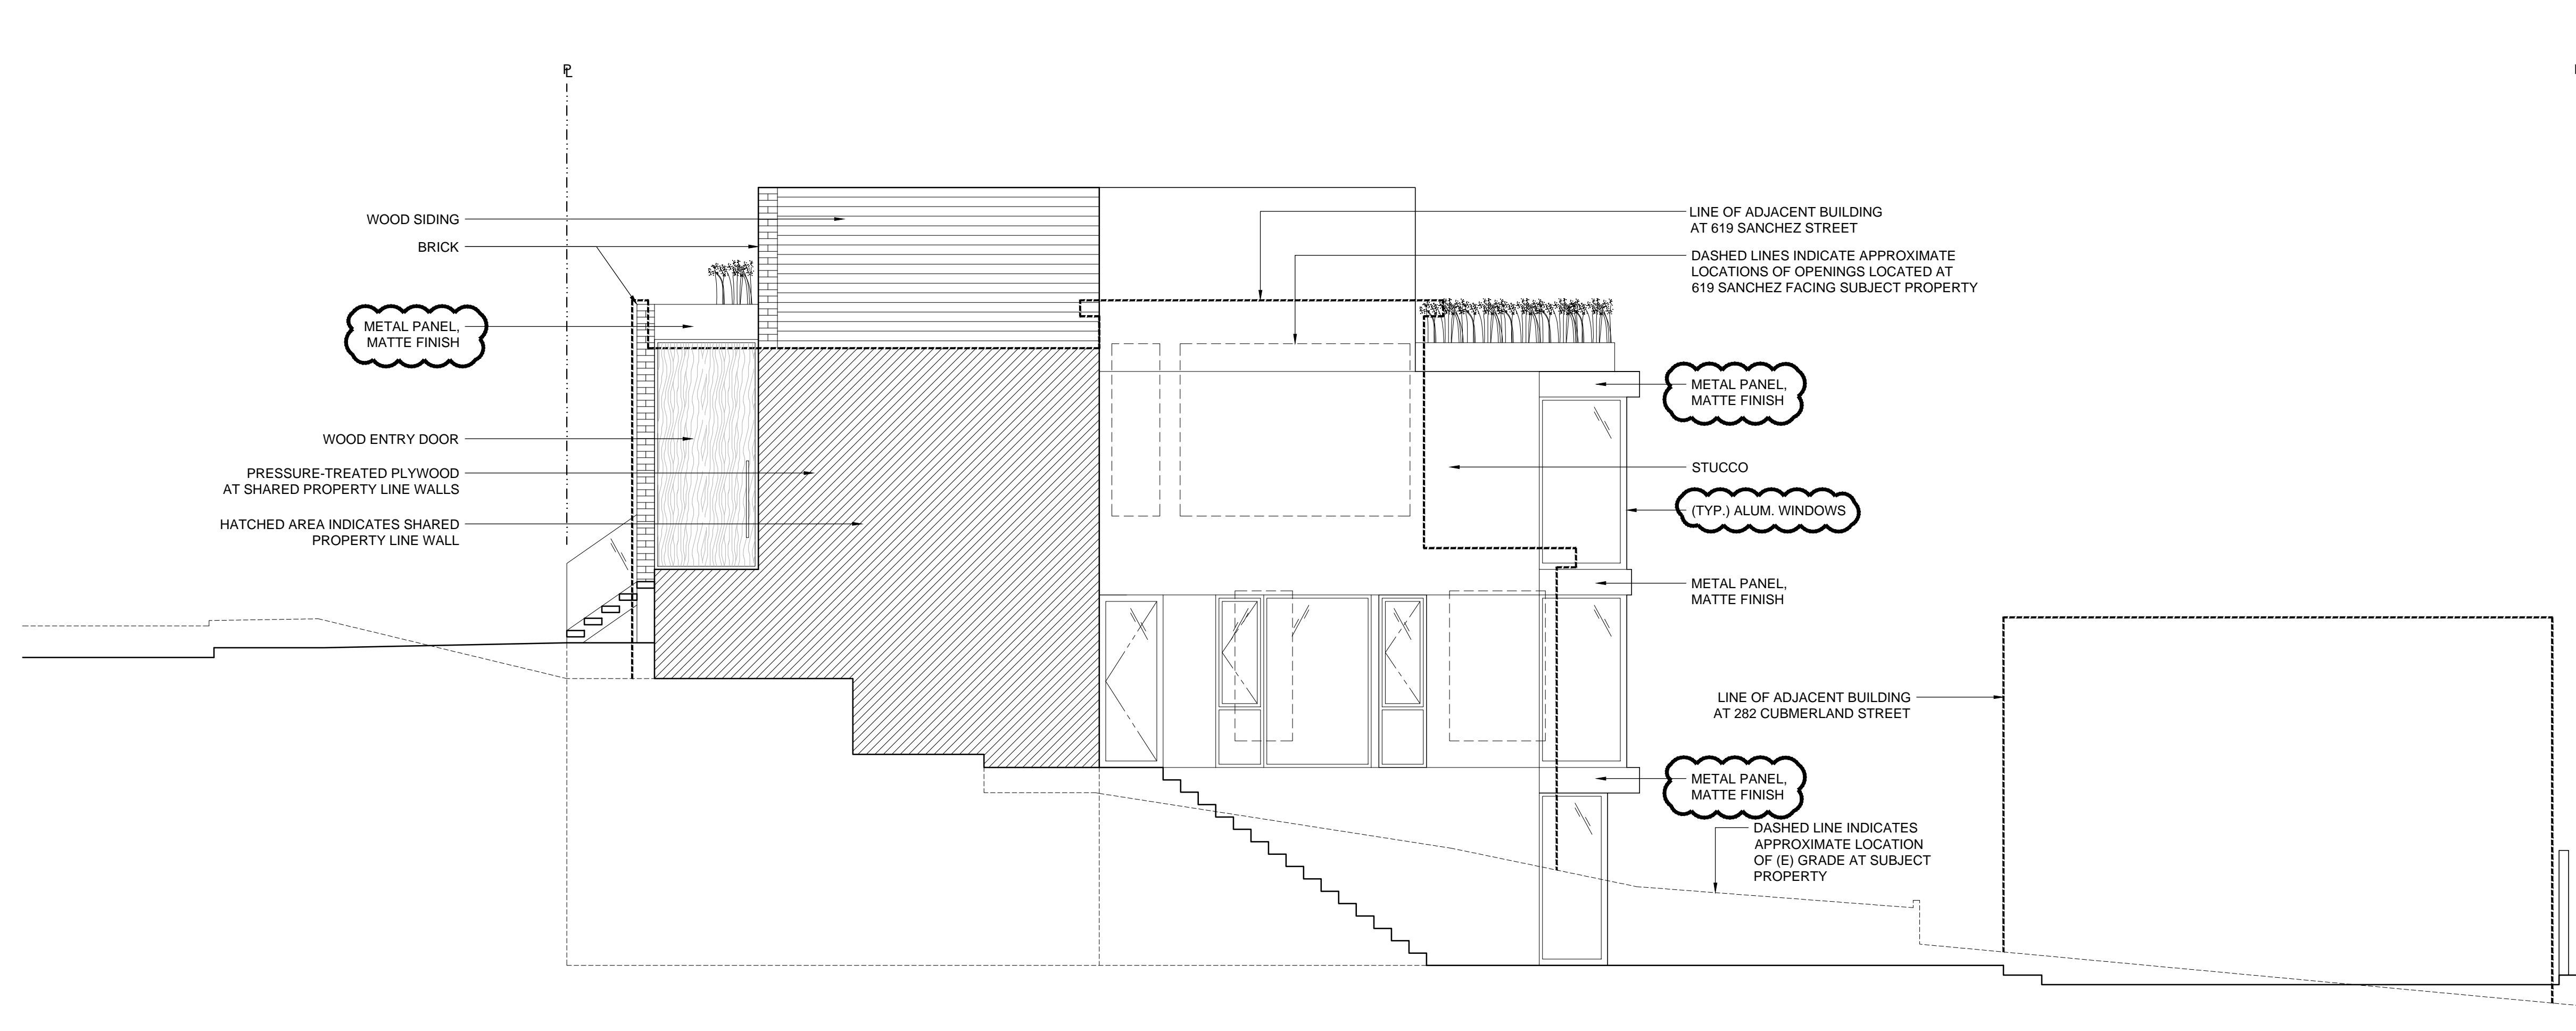 PL
WOOD SIDING
BRICK
METAL PANEL,
MATTE FINISH
WOOD ENTRY DOOR
PRESSURE-TREATED PLYWOOD
AT SHARED PROPERTY LINE WALLS
HATCHED AREA INDICATES SHARED
PROPERTY LINE WALL
LINE OF ADJACENT BUILDING
AT 619 SANCHEZ STREET
DASHED LINES INDICATE APPROXIMATE
LOCATIONS OF OPENINGS LOCATED AT
619 SANCHEZ FACING SUBJECT PROPERTY
METAL PANEL,
MATTE FINISH
STUCCO
(TYP.) ALUM. WINDOWS
METAL PANEL,
MATTE FINISH
LINE OF ADJACENT BUILDING
AT 282 CUBMERLAND STREET
METAL PANEL,
MATTE FINISH
DASHED LINE INDICATES
APPROXIMATE LOCATION
OF (E) GRADE AT SUBJECT
PROPERTY